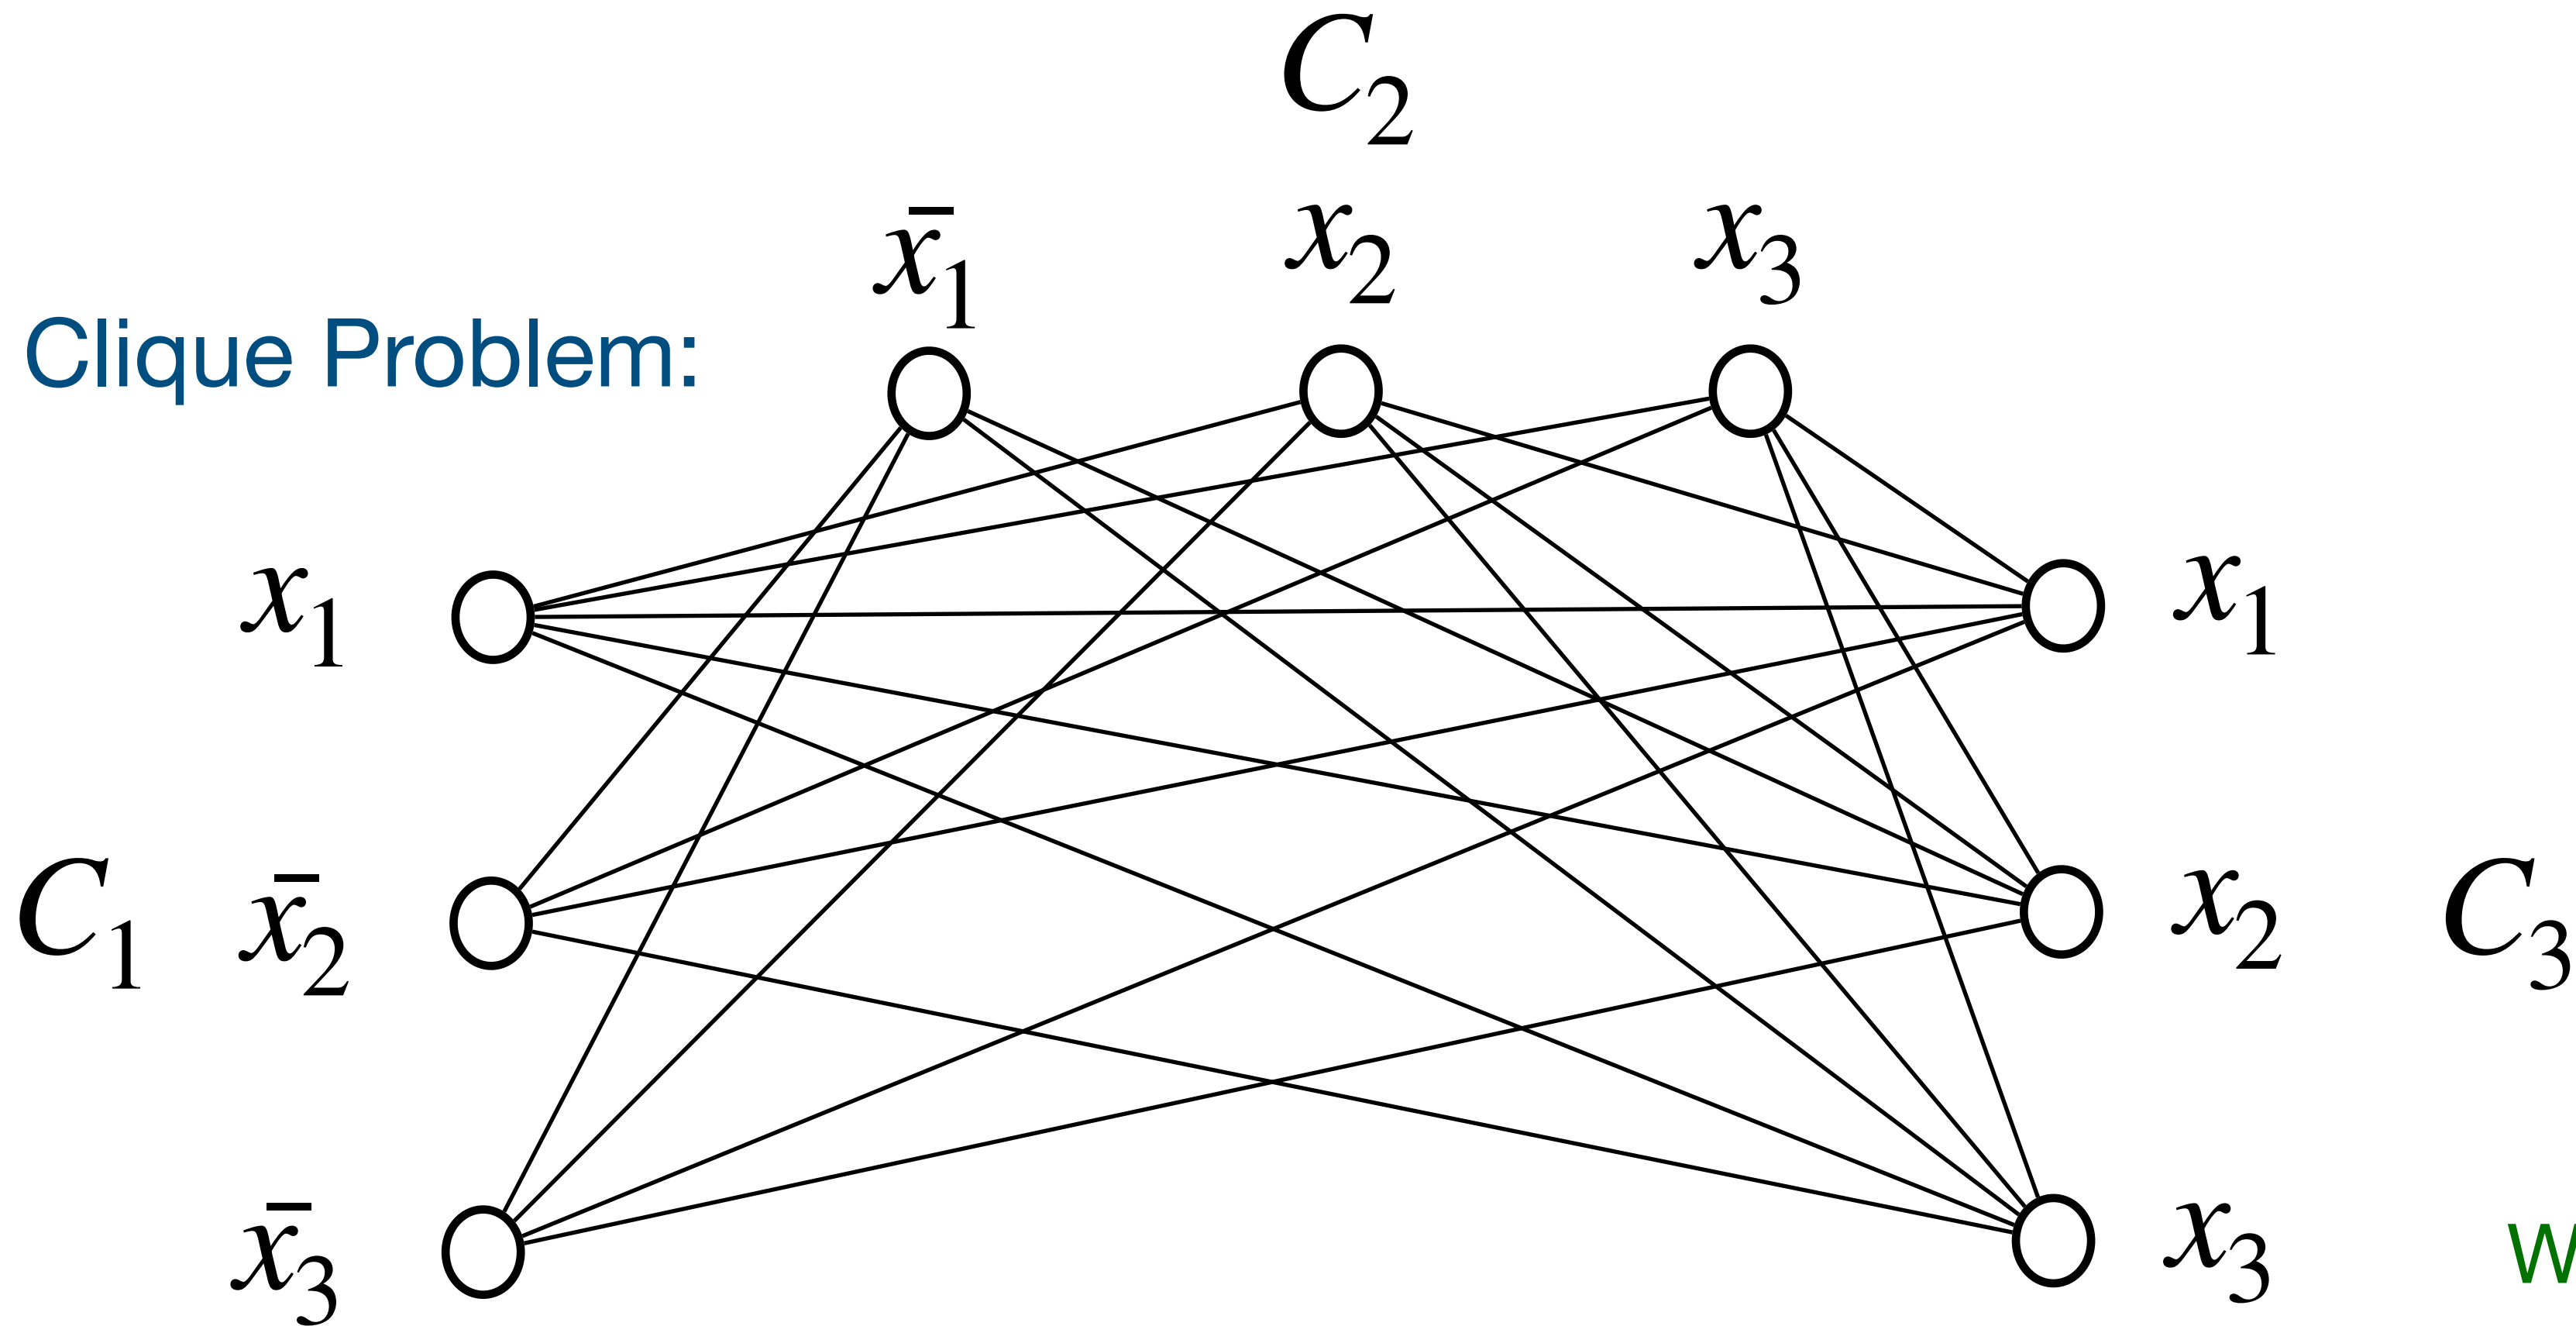 C₂
x̄₁ x₂ x₃
Clique Problem:
x₁ x₁
C₁ x̄₂ x₂ C₃
x̄₃ x₃
W